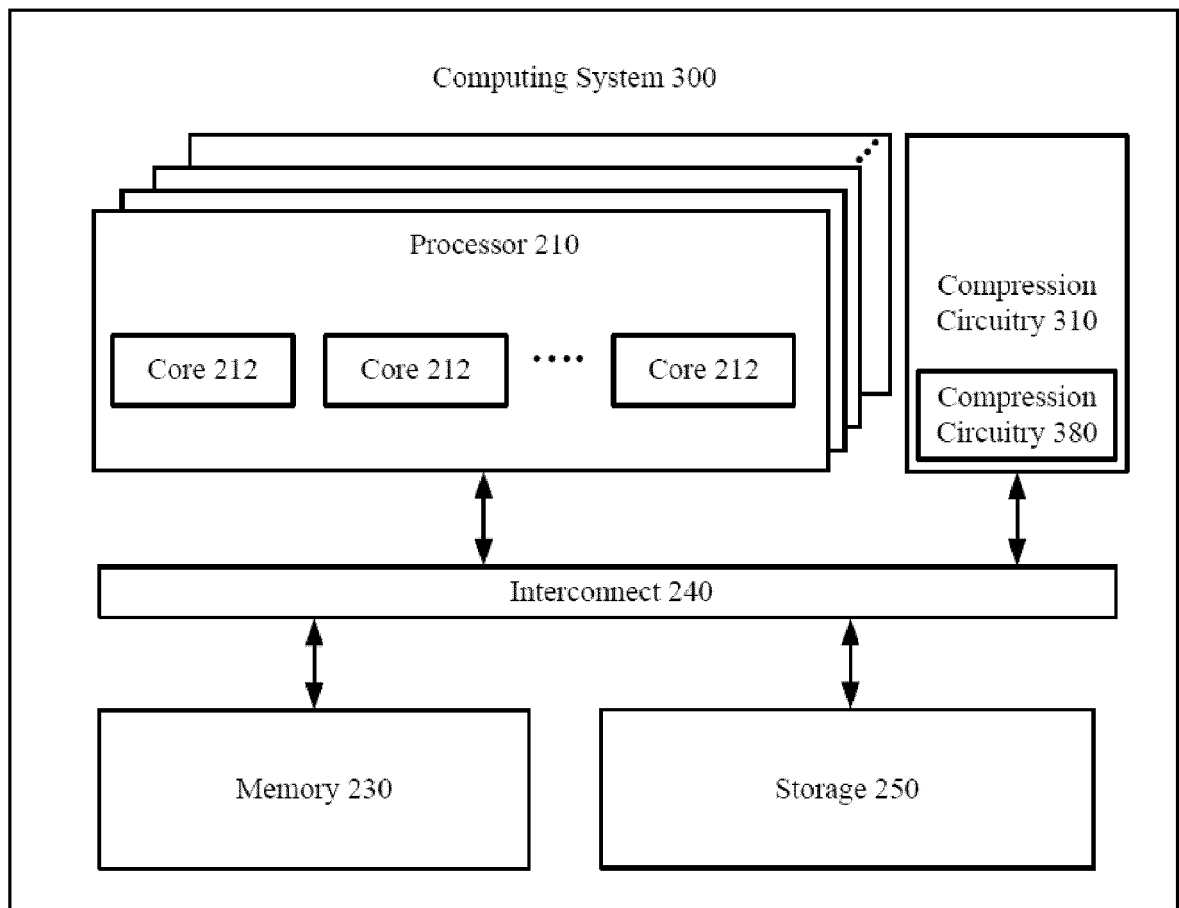 Computing System 300
Processor 210
Core 212
Core 212
Core 212
Compression
Circuitry 310
Compression
Circuitry 380
Interconnect 240
Memory 230
Storage 250